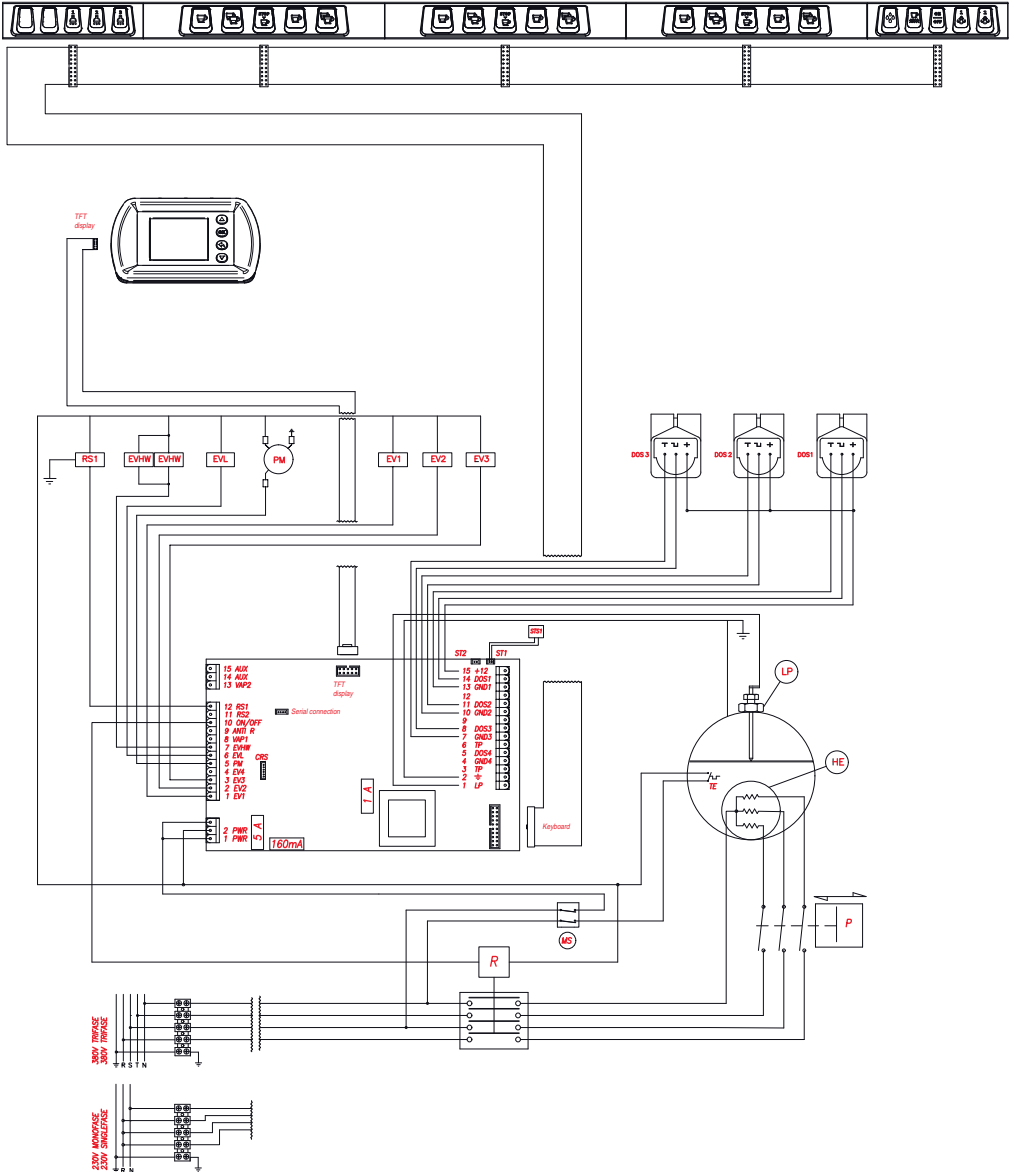 TFT
display
RS1
EVHW
EVHW
EVL
PM
EV1
EV2
EV3
DOS 3
DOS 2
DOS1
STS1
ST2
ST1
15 AUX
14 AUX
13 VAP2
12 RS1
11 RS2
10 ON/OFF
9 ANTI R
8 VAP1
7 EVHW
6 EVL
5 PM
4 EV4
3 EV3
2 EV2
1 EV1
2 PWR
1 PWR
TFT
display
Serial connection
CRS
5 A
160mA
1 A
15 +12
14 DOS1
13 GND1
12
11 DOS2
10 GND2
9
8 DOS3
7 GND3
6 TP
5 DOS4
4 GND4
3 TP
2
1 LP
Keyboard
LP
HE
TE
P
MS
R
380V TRIFASE
380V TRIFASE
R S T N
230V MONOFASE
230V SINGLEFASE
R N